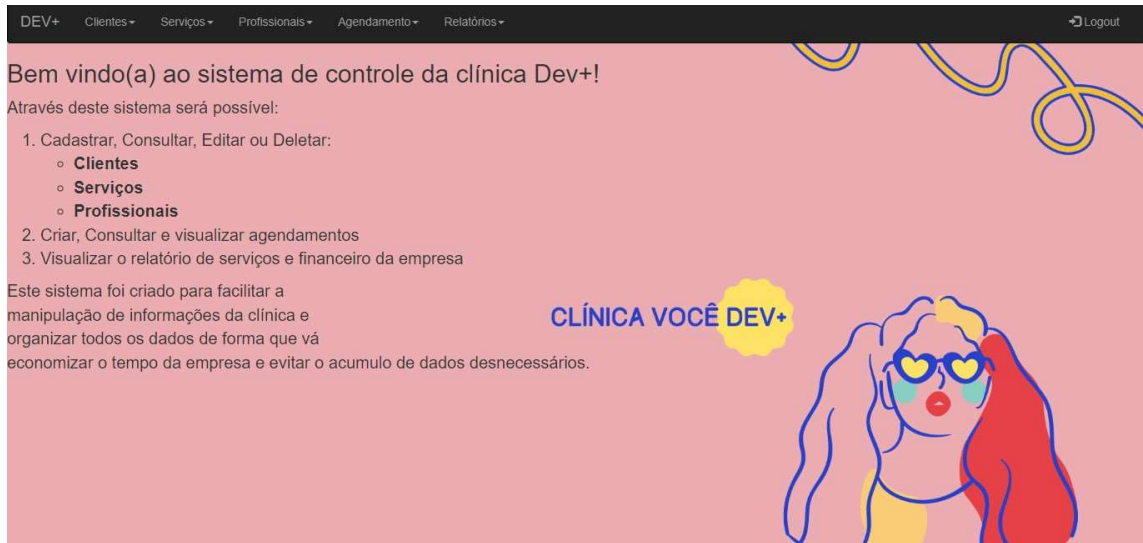 DEV+ Clientes Serviços Profissionais Agendamento Relatórios Logout
Bem vindo(a) ao sistema de controle da clínica Dev+!
Através deste sistema será possível:
1. Cadastrar, Consultar, Editar ou Deletar:
Clientes
Serviços
Profissionais
2. Criar, Consultar e visualizar agendamentos
3. Visualizar o relatório de serviços e financeiro da empresa
Este sistema foi criado para facilitar a
manipulação de informações da clínica e
organizar todos os dados de forma que vá
economizar o tempo da empresa e evitar o acumulo de dados desnecessários.
CLÍNICA VOCÊ DEV+